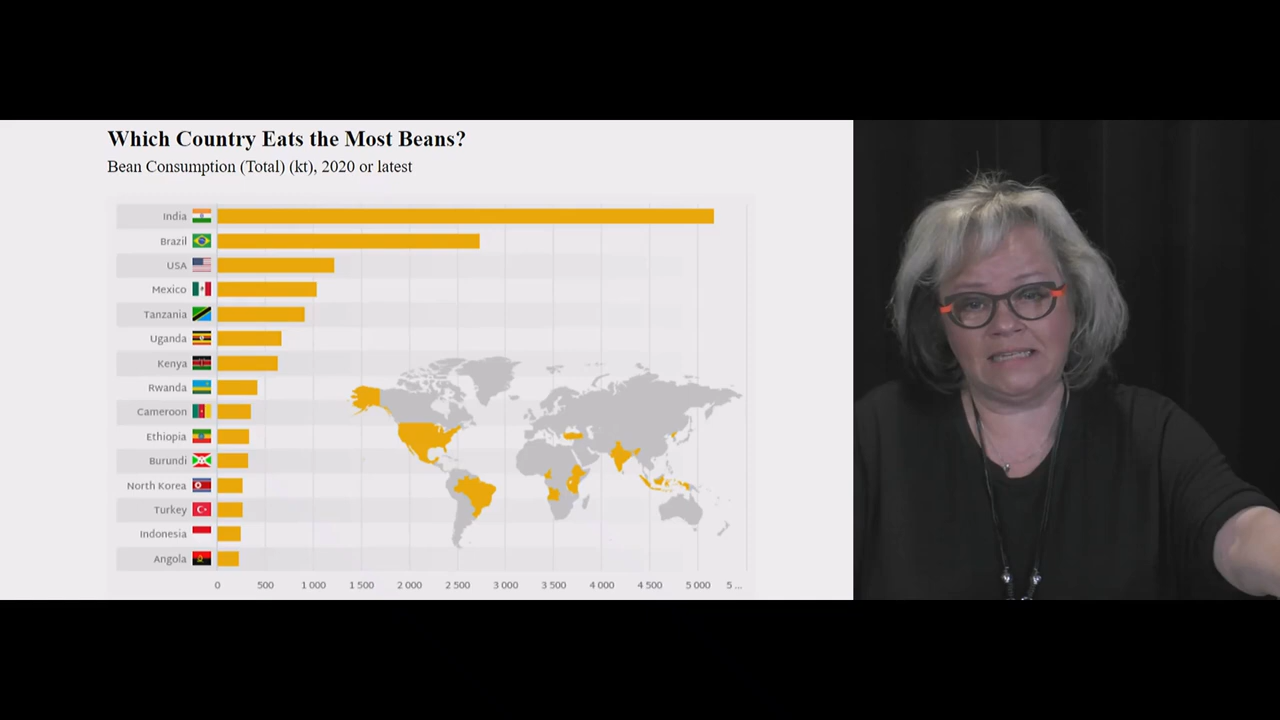 Which Country Eats the Most Beans?
Bean Consumption (Total) (kt), 2020 or latest
India
Brazil
USA
Mexico
Tanzania
Uganda
Kenya
Rwanda
Cameroon
Ethiopia
Burundi
North Korea
Turkey
Indonesia
Angola
0 500 1 000 1 500 2 000 2 500 3 000 3 500 4 000 4 500 5 000 5 ...